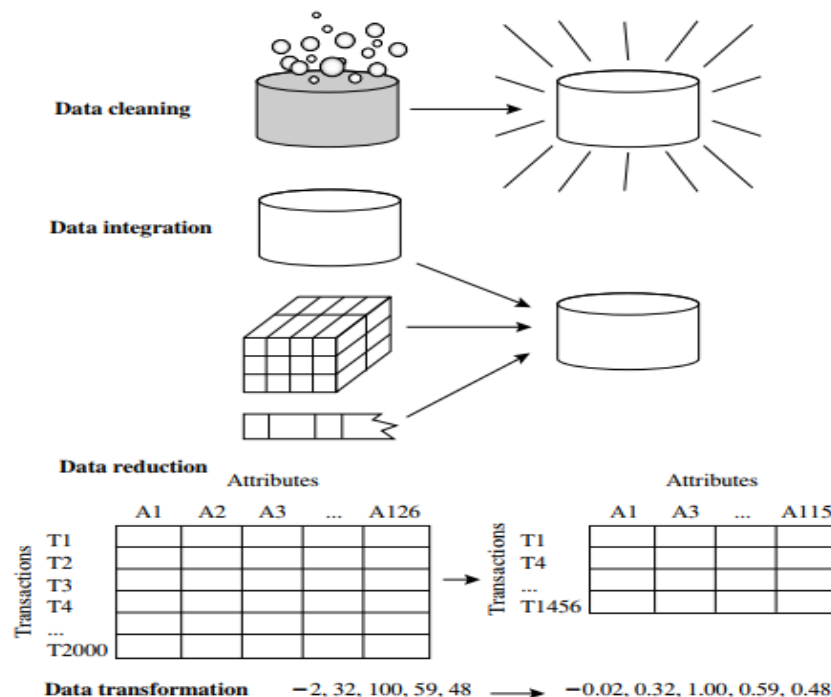 Data cleaning
Data integration
Data reduction
Attributes
A1 A2 A3 ... A126
Transactions
T1
T2
T3
T4
...
T2000
Attributes
A1 A3 ... A115
Transactions
T1
T4
...
T1456
Data transformation −2, 32, 100, 59, 48 −0.02, 0.32, 1.00, 0.59, 0.48